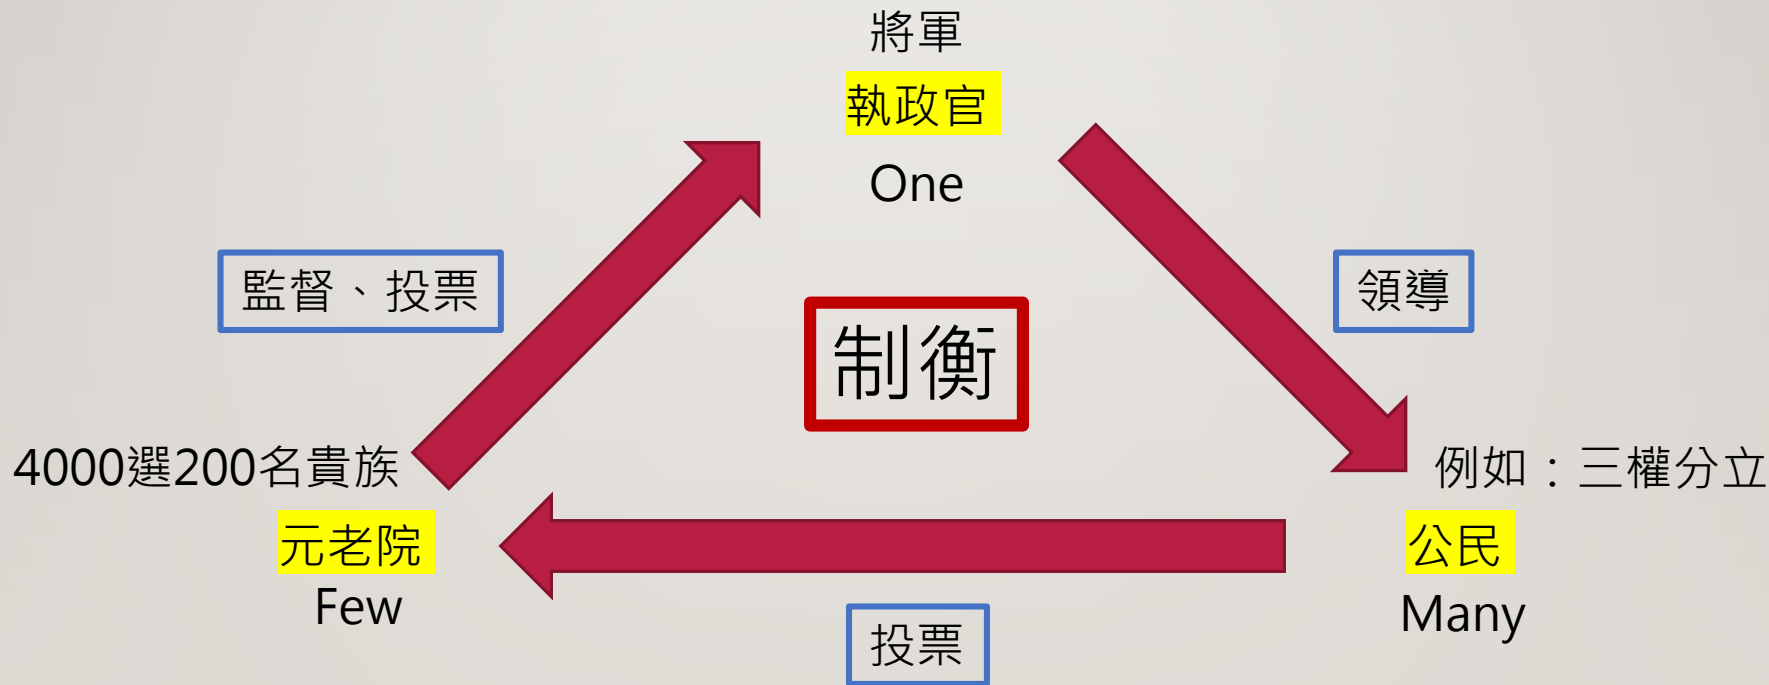 將軍
執政官
One
監督、投票
領導
制衡
4000選200名貴族
例如：三權分立
元老院
公民
Few
Many
投票